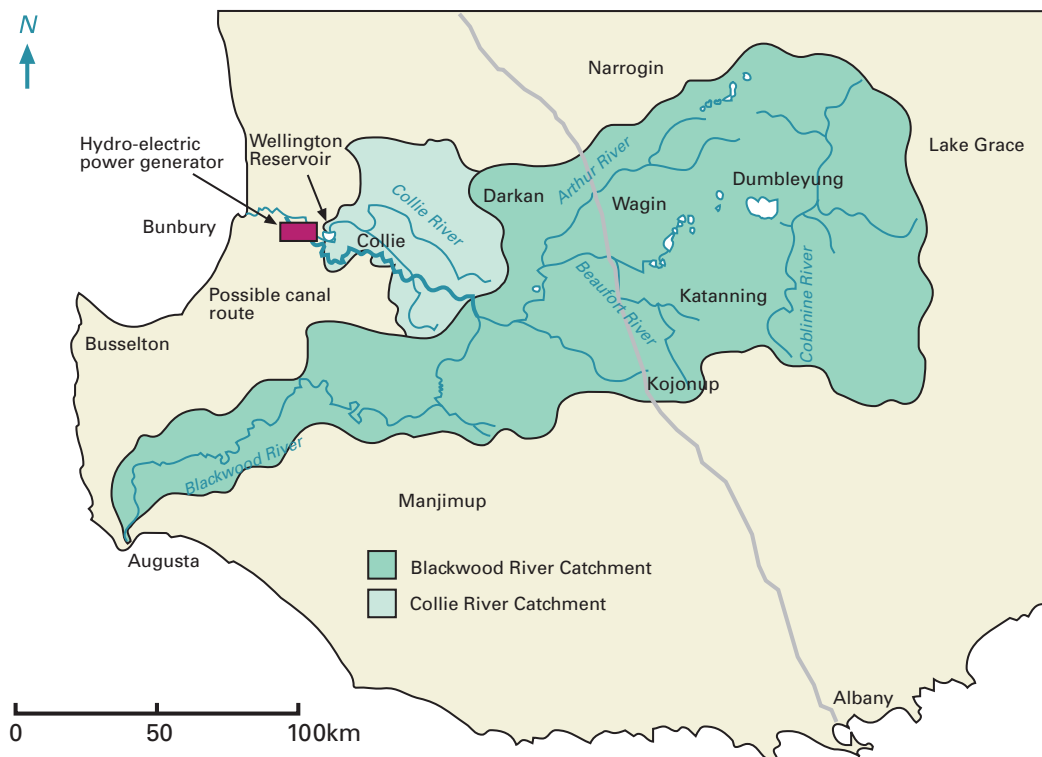 N
Narrogin
Hydro-electric
power generator
Wellington
Reservoir
Lake Grace
Arthur River
Darkan
Dumbleyung
Collie River
Wagin
Bunbury
Collie
Beaufort River
Katanning
Coblinine River
Possible canal
route
Busselton
Kojonup
Blackwood River
Manjimup
Augusta
Blackwood River Catchment
Collie River Catchment
Albany
0 50 100km